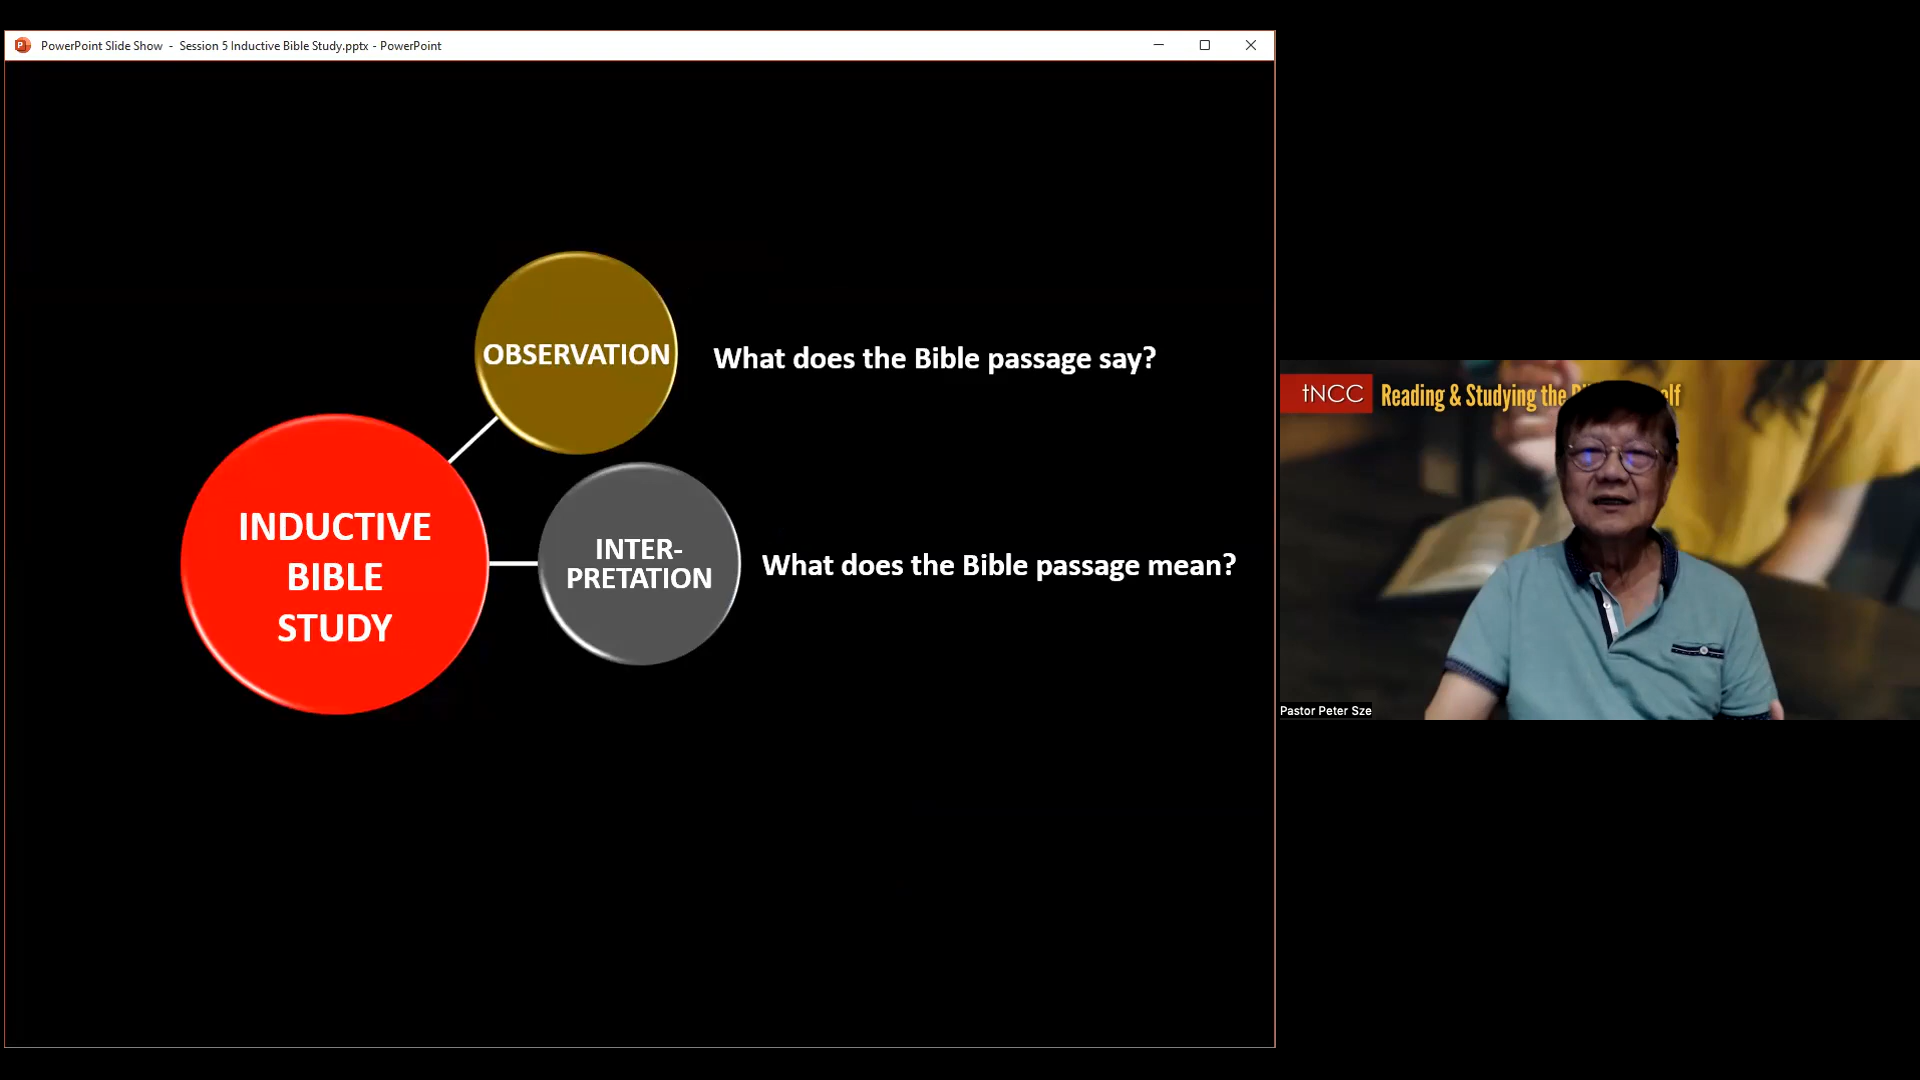 PowerPoint Slide Show - Session 5 Inductive Bible Study.pptx - PowerPoint
OBSERVATION
What does the Bible passage say?
INDUCTIVE
BIBLE
STUDY
INTER-
PRETATION
What does the Bible passage mean?
tNCC
Reading & Studying the
Pastor Peter Sze